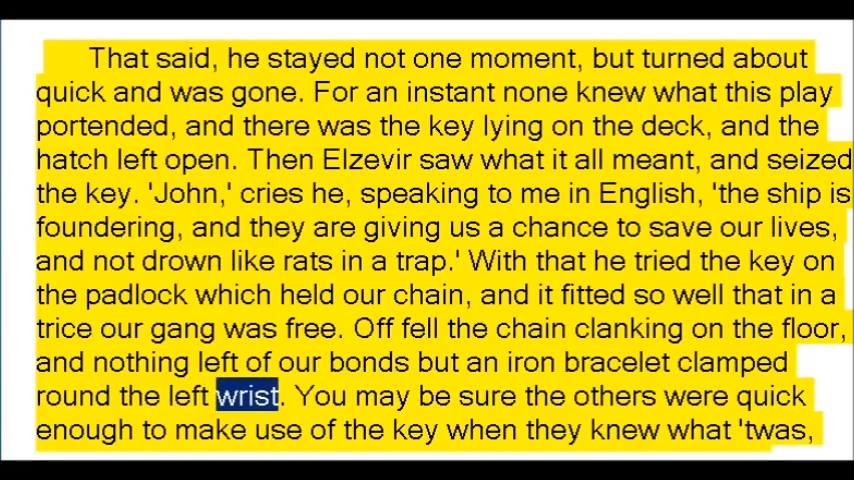 That said, he stayed not one moment, but turned about
quick and was gone. For an instant none knew what this play
portended, and there was the key lying on the deck, and the
hatch left open. Then Elzevir saw what it all meant, and seized
the key. 'John,' cries he, speaking to me in English, 'the ship is
foundering, and they are giving us a chance to save our lives,
and not drown like rats in a trap.' With that he tried the key on
the padlock which held our chain, and it fitted so well that in a
trice our gang was free. Off fell the chain clanking on the floor,
and nothing left of our bonds but an iron bracelet clamped
round the left wrist. You may be sure the others were quick
enough to make use of the key when they knew what 'twas,